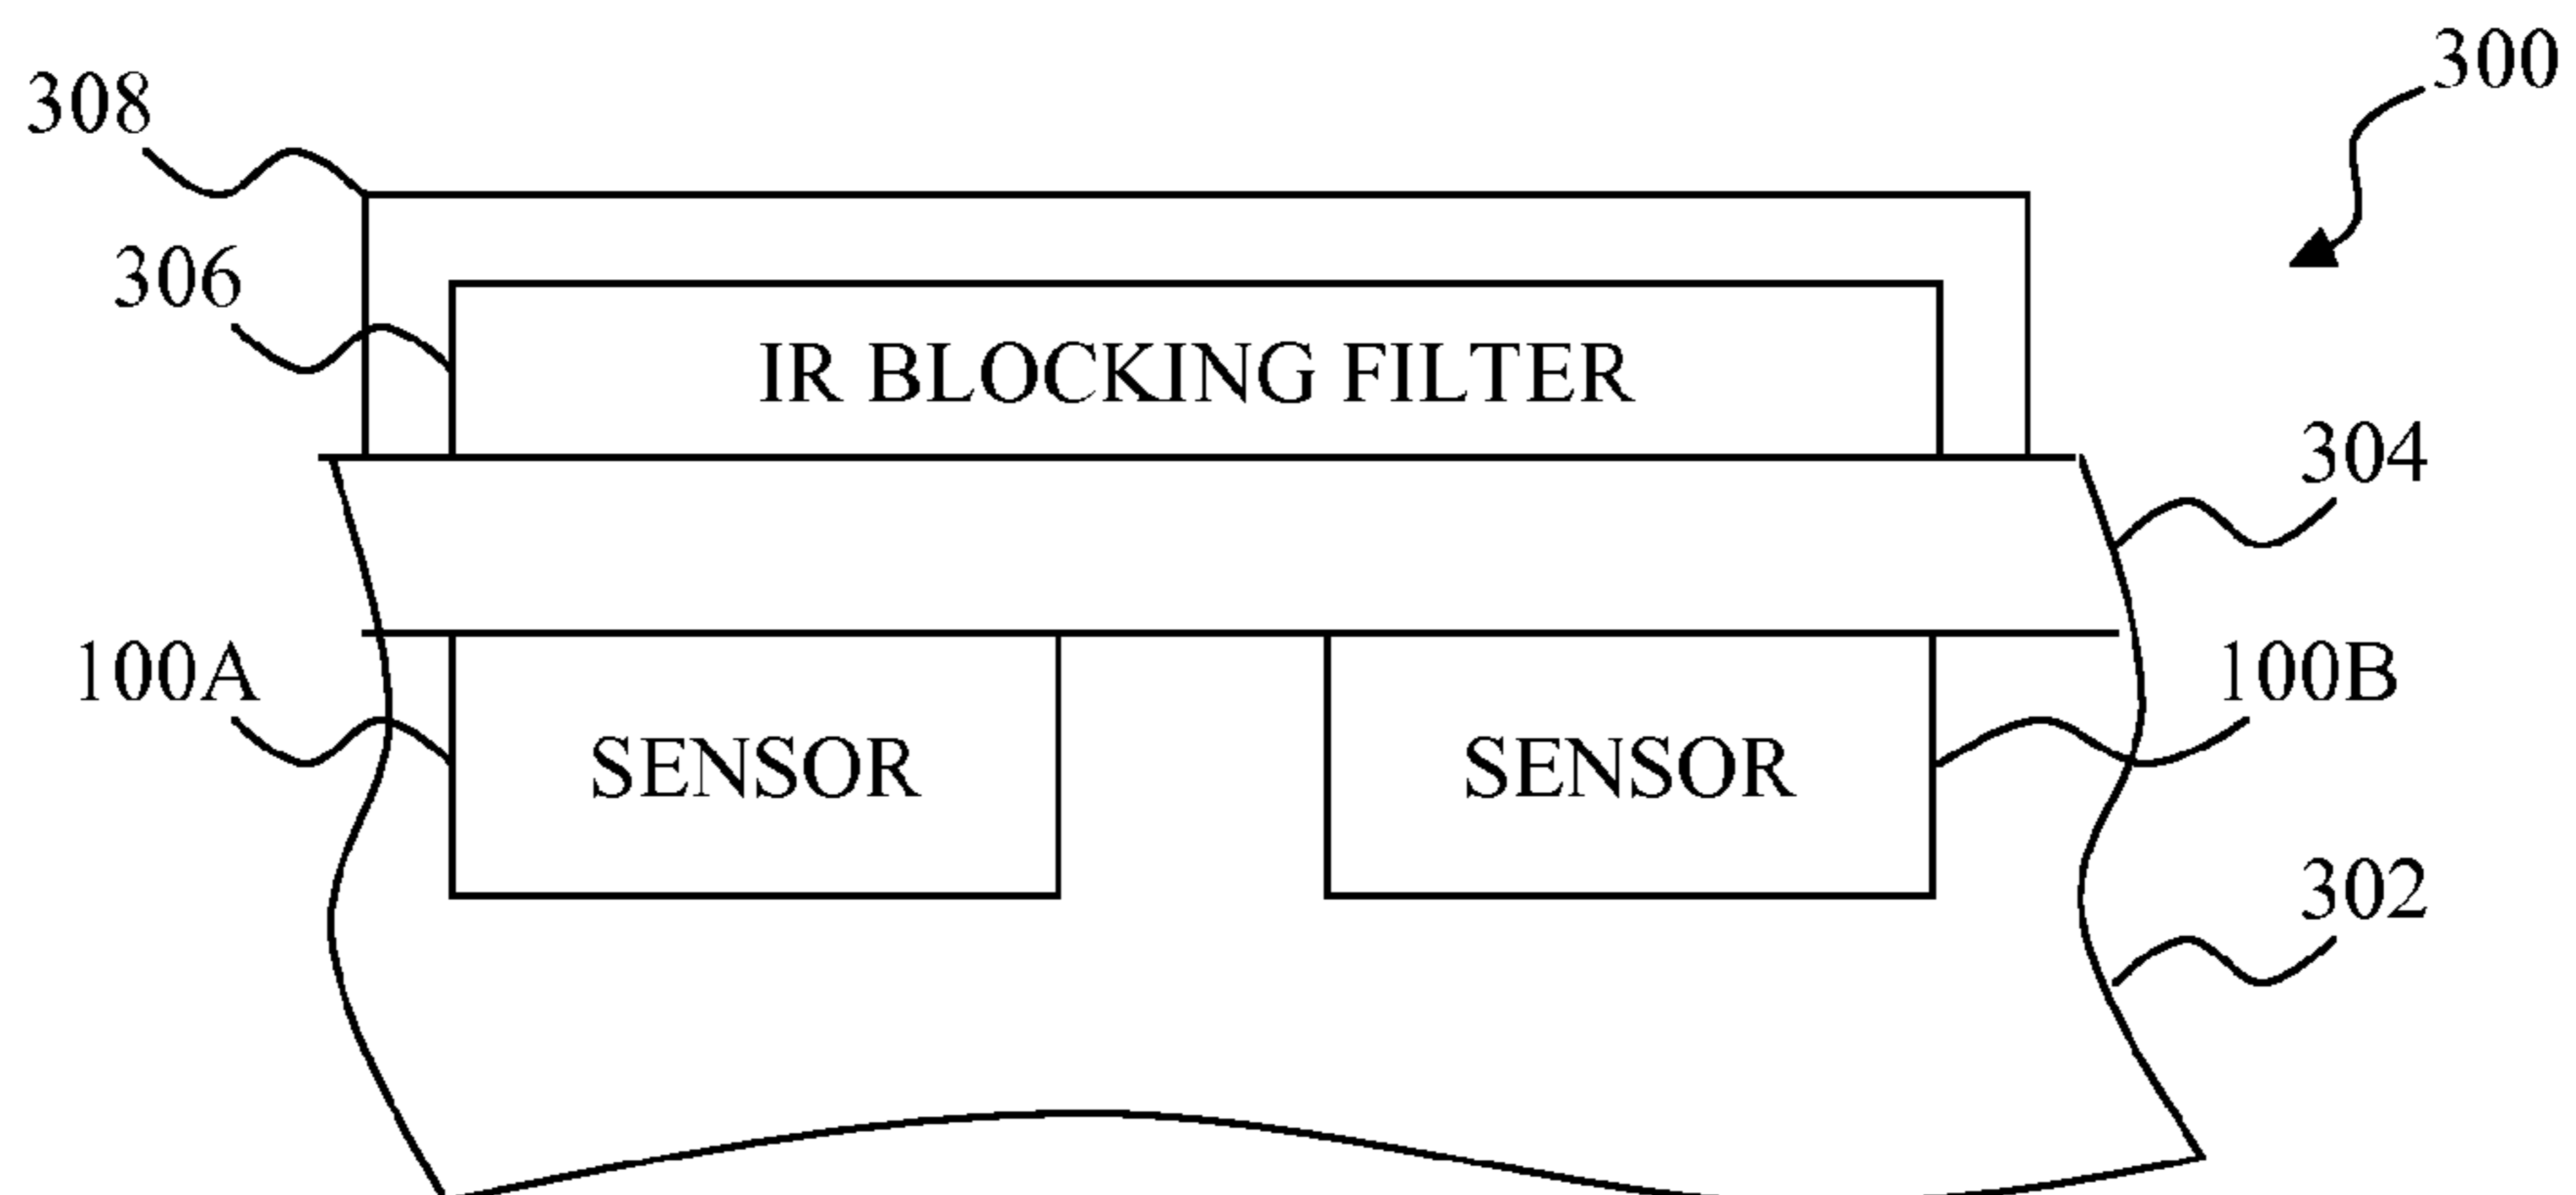 300
308
306
IR BLOCKING FILTER
304
100A
100B
SENSOR
SENSOR
302